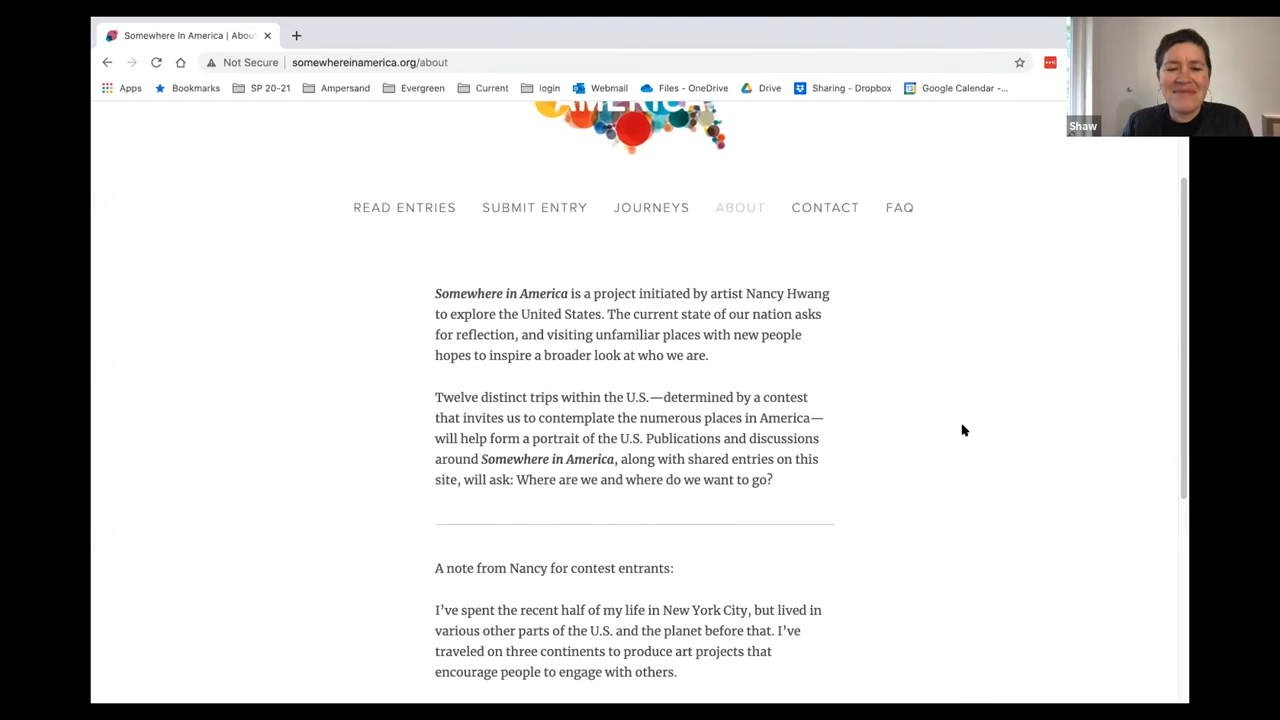 Somewhere In America | Abou
Not Secure
somewhereinamerica.org/about
Apps
Bookmarks
SP 20-21
Ampersand
Evergreen
Current
login
Webmail
Files - OneDrive
Drive
Sharing - Dropbox
Google Calendar -...
Shaw
AMERICA
READ ENTRIES
SUBMIT ENTRY
JOURNEYS
ABOUT
CONTACT
FAQ
Somewhere in America is a project initiated by artist Nancy Hwang
to explore the United States. The current state of our nation asks
for reflection, and visiting unfamiliar places with new people
hopes to inspire a broader look at who we are.
Twelve distinct trips within the U.S.—determined by a contest
that invites us to contemplate the numerous places in America—
will help form a portrait of the U.S. Publications and discussions
around Somewhere in America, along with shared entries on this
site, will ask: Where are we and where do we want to go?
A note from Nancy for contest entrants:
I’ve spent the recent half of my life in New York City, but lived in
various other parts of the U.S. and the planet before that. I’ve
traveled on three continents to produce art projects that
encourage people to engage with others.